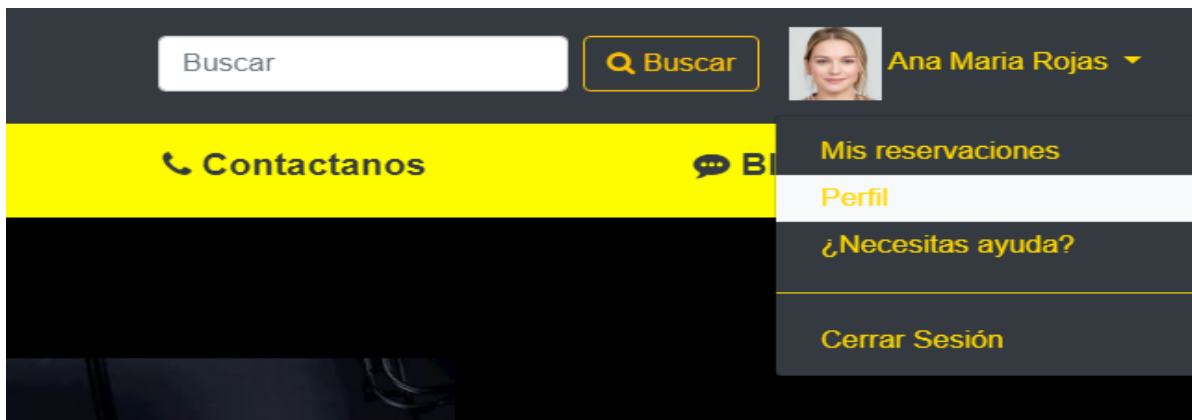 Buscar
Buscar
Ana Maria Rojas
Contactanos
Mis reservaciones
Perfil
¿Necesitas ayuda?
Cerrar Sesión